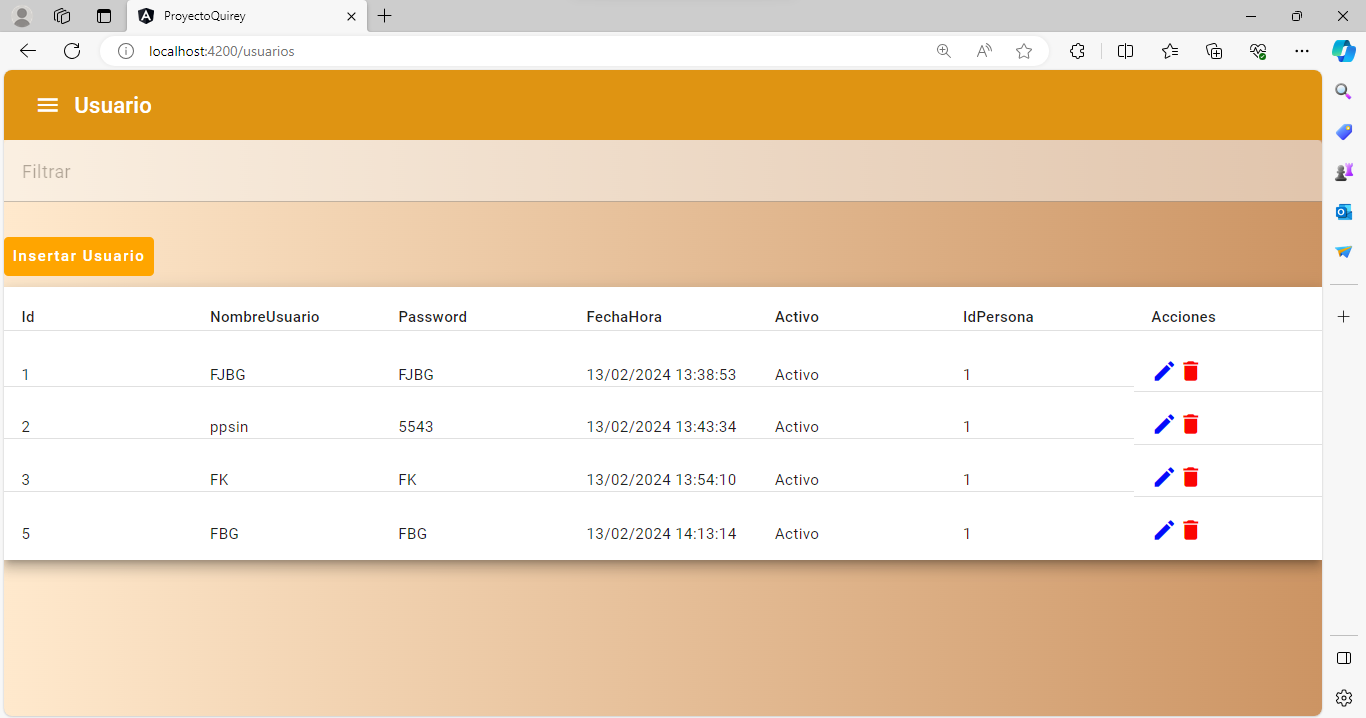 ProyectoQuirey
localhost:4200/usuarios
Usuario
Filtrar
Insertar Usuario
Id NombreUsuario Password FechaHora Activo IdPersona Acciones
1 FJBG FJBG 13/02/2024 13:38:53 Activo 1
2 ppsin 5543 13/02/2024 13:43:34 Activo 1
3 FK FK 13/02/2024 13:54:10 Activo 1
5 FBG FBG 13/02/2024 14:13:14 Activo 1